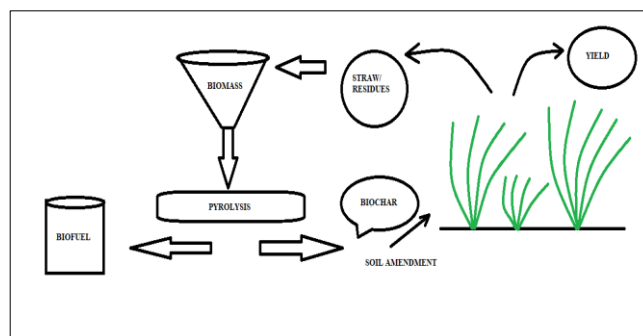 YIELD
STRAW/
RESIDUES
BIOMASS
PYROLYSIS
BIOCHAR
BIOFUEL
SOIL AMENDMENT